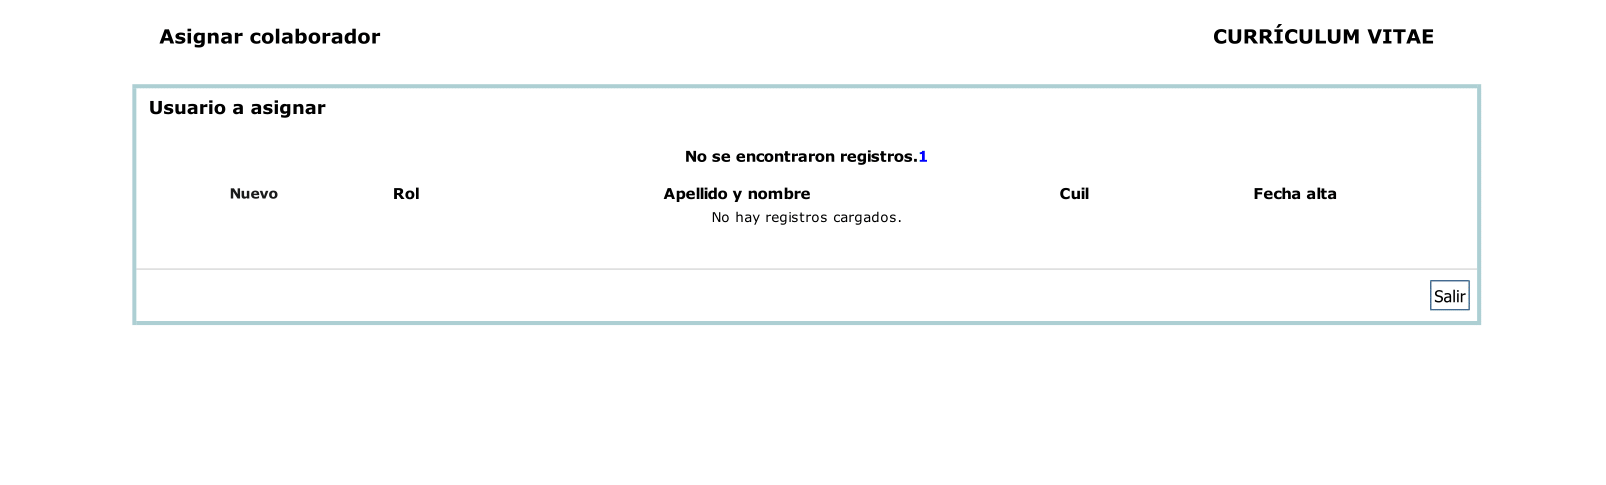 Asignar colaborador CURRÍCULUM VITAE
Usuario a asignar
No se encontraron registros.1
Nuevo Rol Apellido y nombre Cuil Fecha alta
No hay registros cargados.
Salir